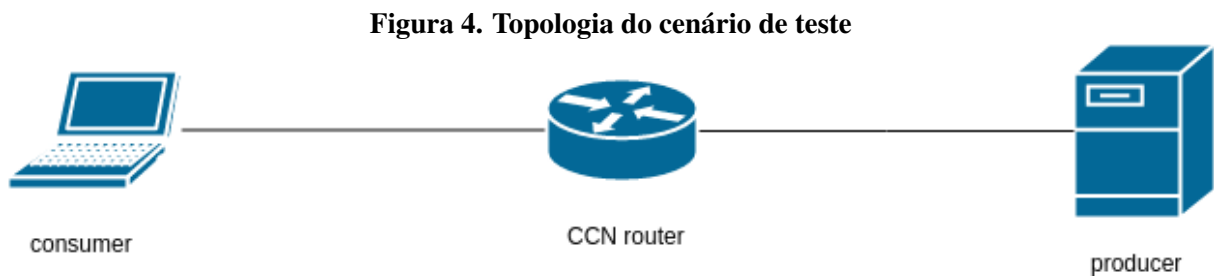 Figura 4. Topologia do cenário de teste
consumer
CCN router
producer